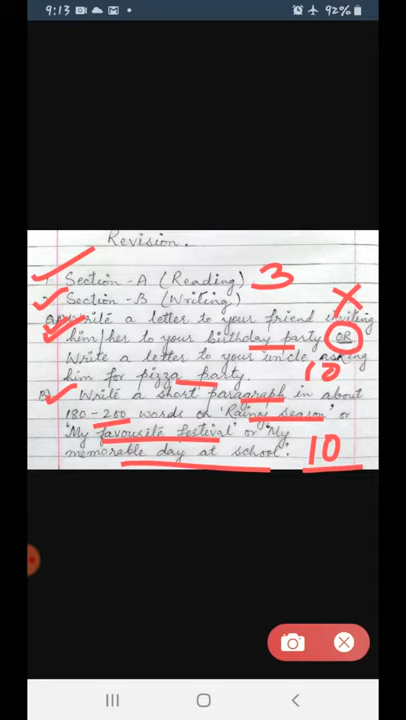 9:13 92%
Revision.
Section - A (Reading) 3
Section - B (Writing)
Write a letter to your friend inviting
him/her to your birthday party OR
Write a letter to your uncle asking
him for pizza party. 10
B) Write a short paragraph in about
180-200 words on 'Rainy season' or
'My favousite festival' or 'My
memorable day at school'. 10